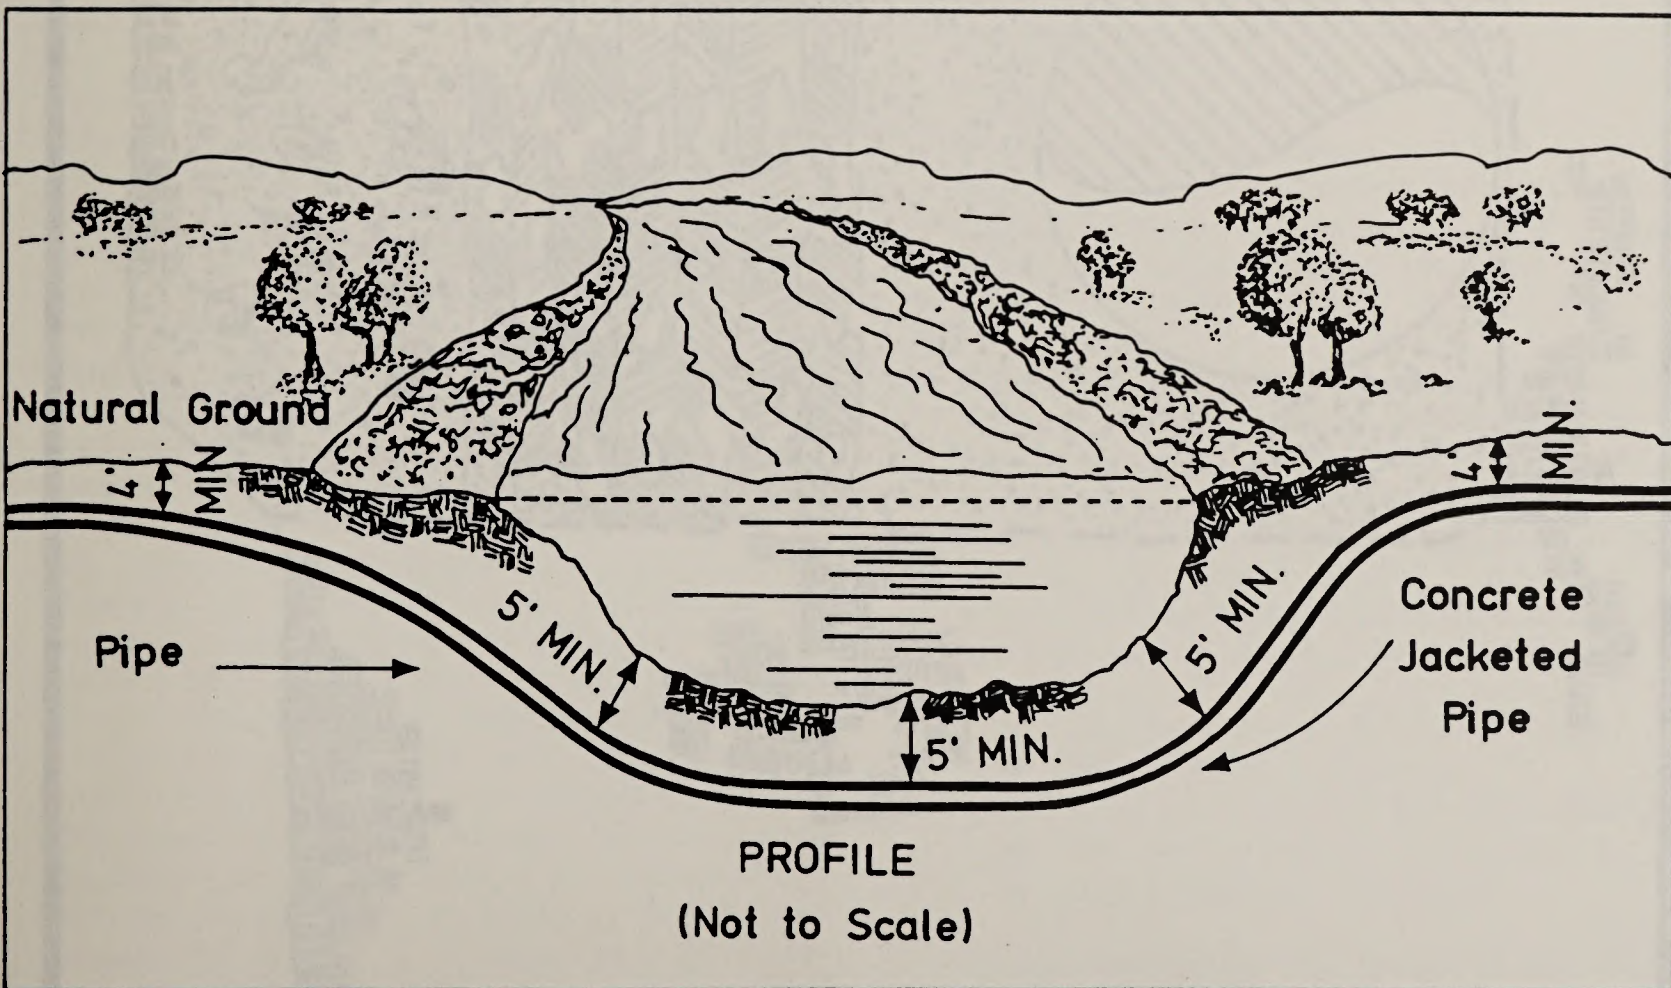 Natural Ground
4' MIN
4' MIN.
5' MIN.
5' MIN.
5' MIN.
Pipe
Concrete
Jacketed
Pipe
PROFILE
(Not to Scale)